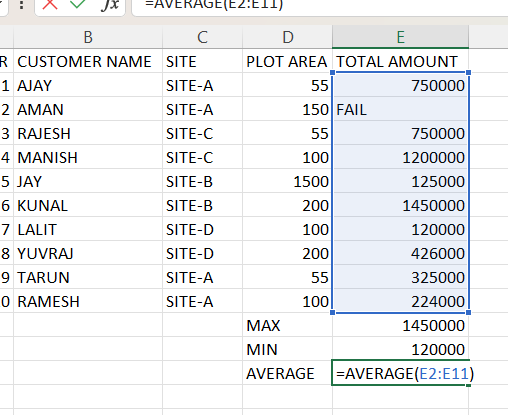 fx =AVERAGE(E2:E11)
B C D E
R CUSTOMER NAME SITE PLOT AREA TOTAL AMOUNT
1 AJAY SITE-A 55 750000
2 AMAN SITE-A 150 FAIL
3 RAJESH SITE-C 55 750000
4 MANISH SITE-C 100 1200000
5 JAY SITE-B 1500 125000
6 KUNAL SITE-B 200 1450000
7 LALIT SITE-D 100 120000
8 YUVRAJ SITE-D 200 426000
9 TARUN SITE-A 55 325000
0 RAMESH SITE-A 100 224000
MAX 1450000
MIN 120000
AVERAGE =AVERAGE(E2:E11)